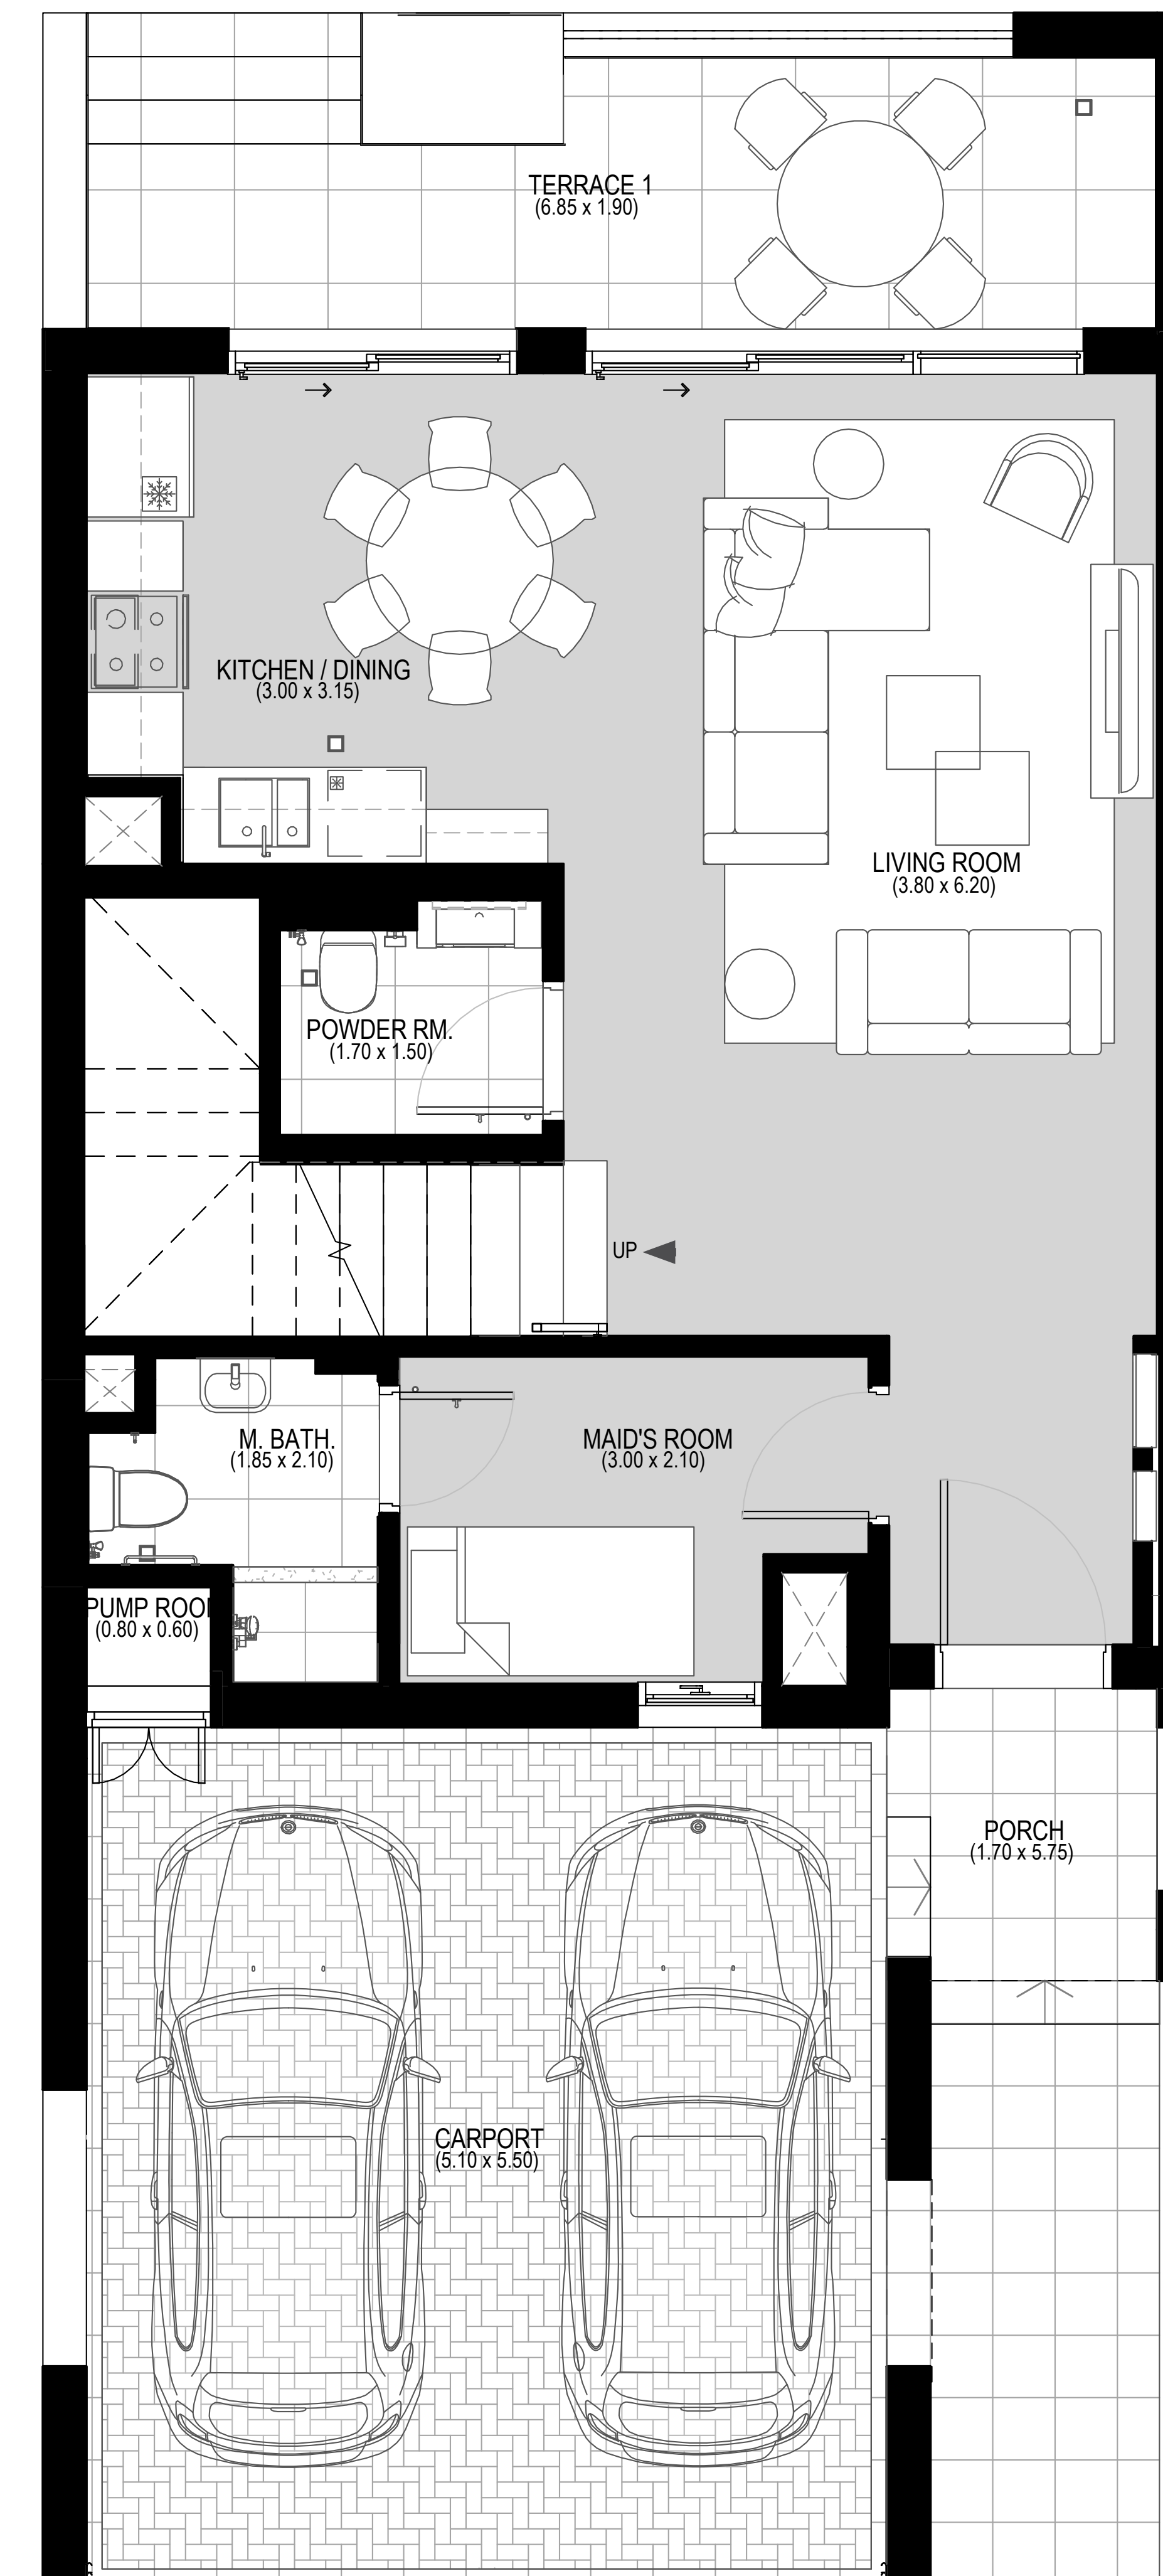 TERRACE 1
(6.85 x 1.90)
KITCHEN / DINING
(3.00 x 3.15)
LIVING ROOM
(3.80 x 6.20)
POWDER RM.
(1.70 x 1.50)
UP
M. BATH.
(1.85 x 2.10)
MAID'S ROOM
(3.00 x 2.10)
PUMP ROOM
(0.80 x 0.60)
PORCH
(1.70 x 5.75)
CARPORT
(5.10 x 5.50)